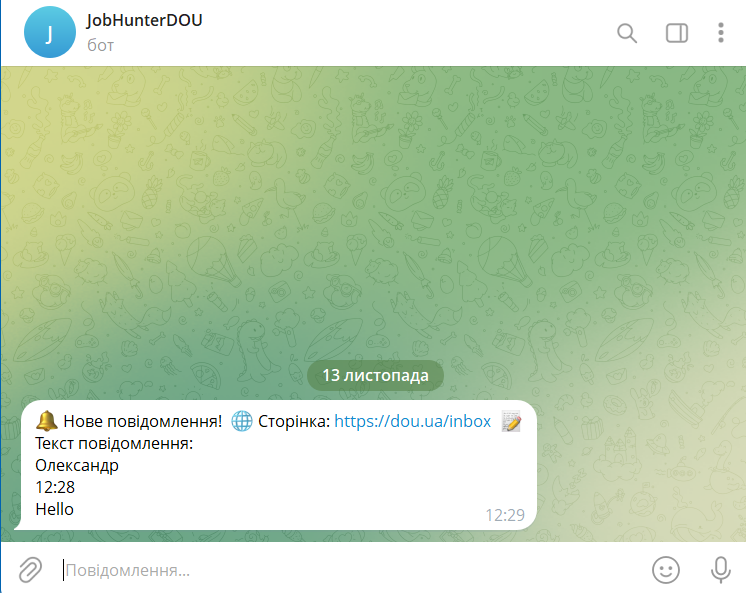 J
JobHunterDOU
бот
13 листопада
🔔 Нове повідомлення! 🌐 Сторінка: https://dou.ua/inbox 📝
Текст повідомлення:
Олександр
12:28
Hello
12:29
Повідомлення...